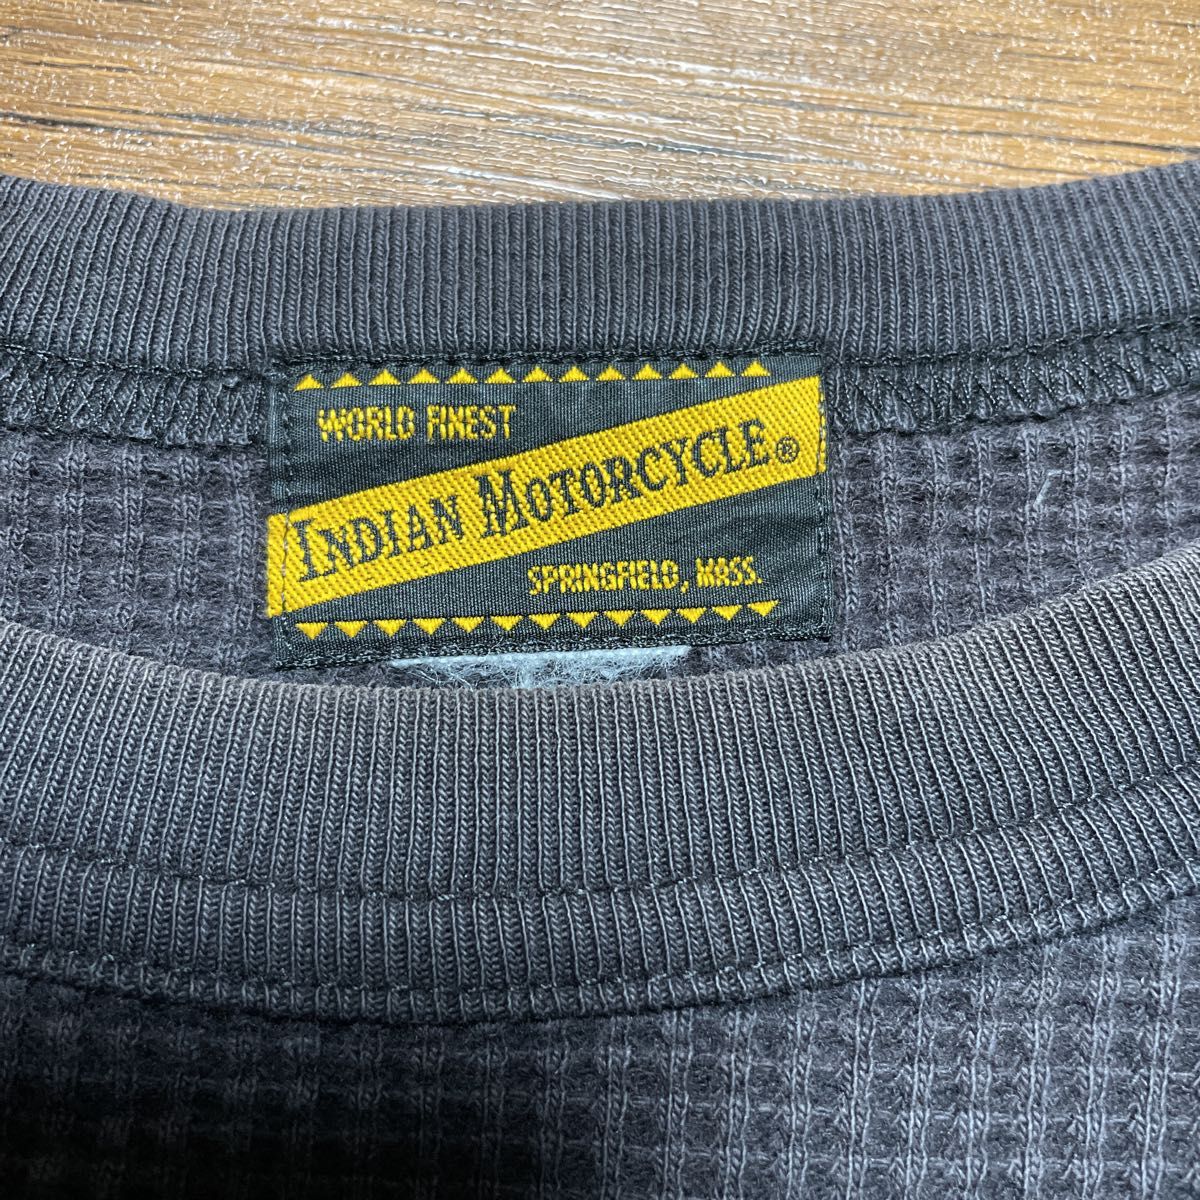 WORLD FINEST
INDIAN MOTORCYCLE®
SPRINGFIELD, MASS.